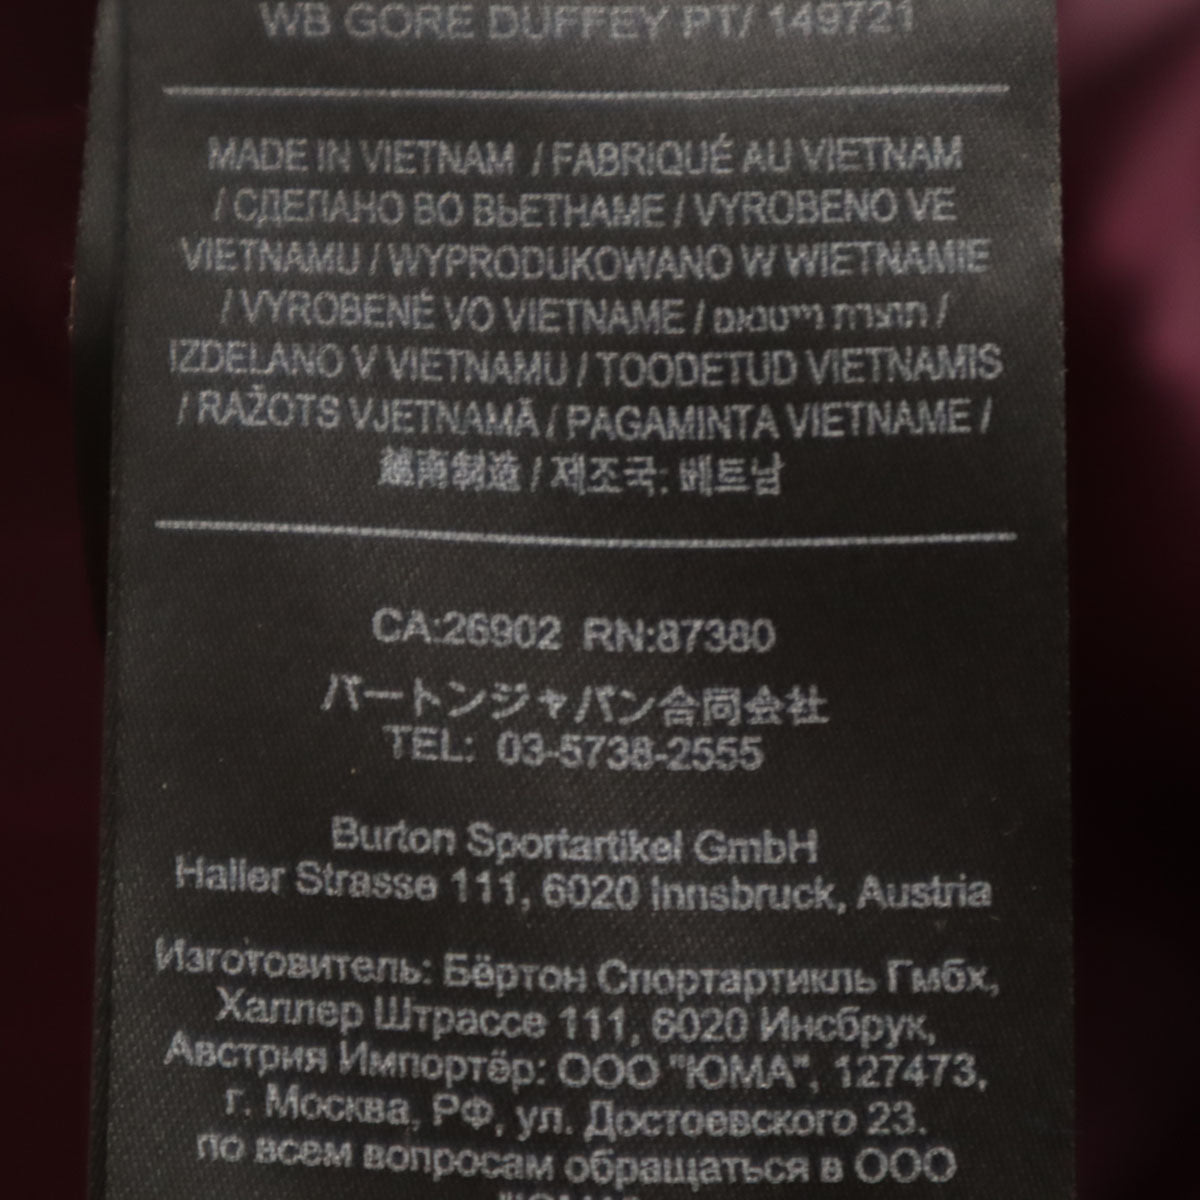 WB GORE DUFFEY PT/ 149721
MADE IN VIETNAM / FABRIQUÉ AU VIETNAM
/ СДЕЛАНО ВО ВЬЕТНАМЕ / VYROBENO VE
VIETNAMU / WYPRODUKOWANO W WIETNAMIE
/ VYROBENÉ VO VIETNAME / תוצרת וייטנאם /
IZDELANO V VIETNAMU / TOODETUD VIETNAMIS
/ RAŽOTS VJETNAMĀ / PAGAMINTA VIETNAME /
越南制造 / 제조국: 베트남
CA:26902 RN:87380
バートンジャパン合同会社
TEL: 03-5738-2555
Burton Sportartikel GmbH
Haller Strasse 111, 6020 Innsbruck, Austria
Изготовитель: Бёртон Спортартикль Гмбх,
Халлер Штрассе 111, 6020 Инсбрук,
Австрия Импортёр: ООО "ЮМА", 127473,
г. Москва, РФ, ул. Достоевского 23.
по всем вопросам обращаться в ООО
"ЮМА"